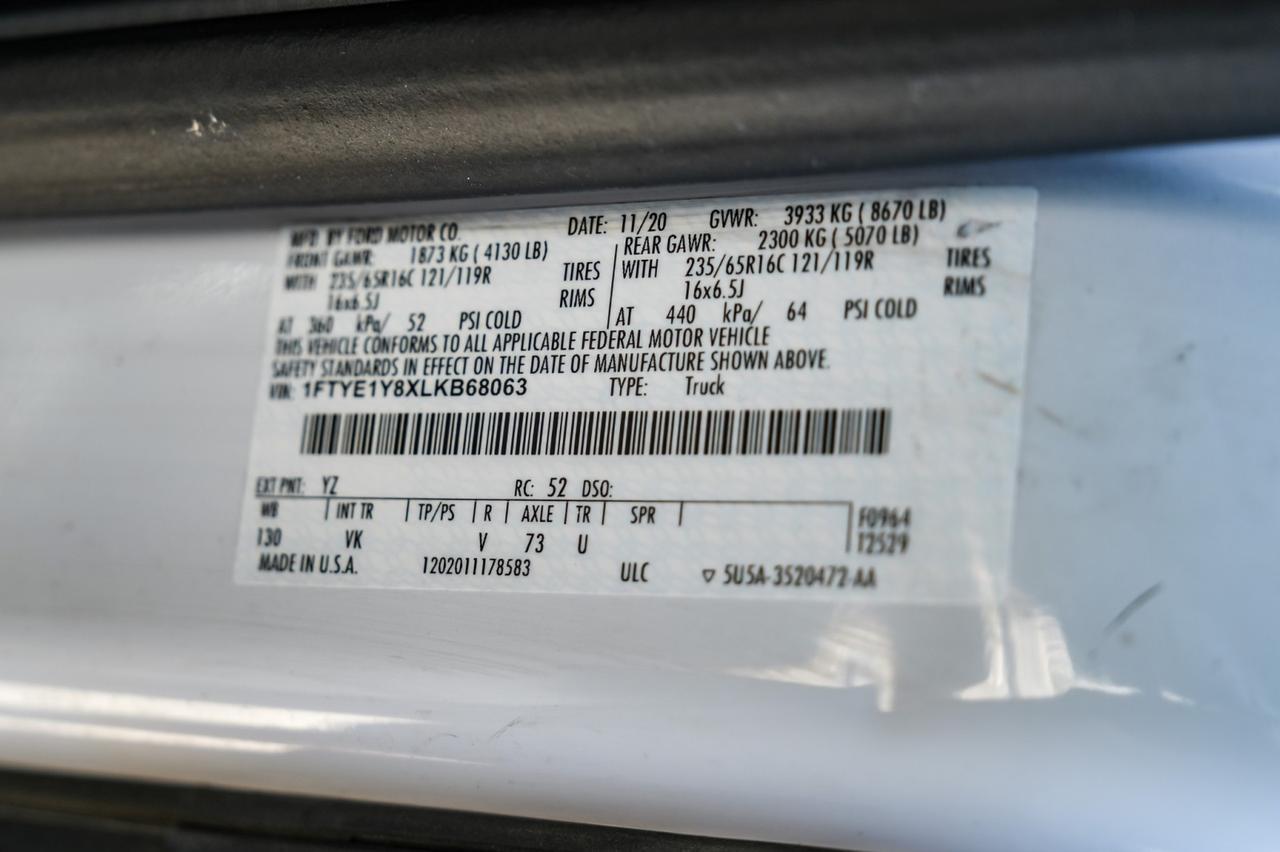 MFD. BY FORD MOTOR CO. DATE: 11/20 GVWR: 3933 KG ( 8670 LB)
FRONT GAWR: 1873 KG ( 4130 LB) REAR GAWR: 2300 KG ( 5070 LB)
WITH 235/65R16C 121/119R TIRES WITH 235/65R16C 121/119R TIRES
16x6.5J RIMS 16x6.5J RIMS
AT 360 kPa/ 52 PSI COLD AT 440 kPa/ 64 PSI COLD
THIS VEHICLE CONFORMS TO ALL APPLICABLE FEDERAL MOTOR VEHICLE
SAFETY STANDARDS IN EFFECT ON THE DATE OF MANUFACTURE SHOWN ABOVE.
VIN: 1FTYE1Y8XLKB68063 TYPE: Truck
EXT PNT: YZ RC: 52 DSO:
WB INT TR TP/PS R AXLE TR SPR F0964
130 VK V 73 U T2529
MADE IN U.S.A. 1202011178583 ULC ▽ 5U5A-3520472-AA